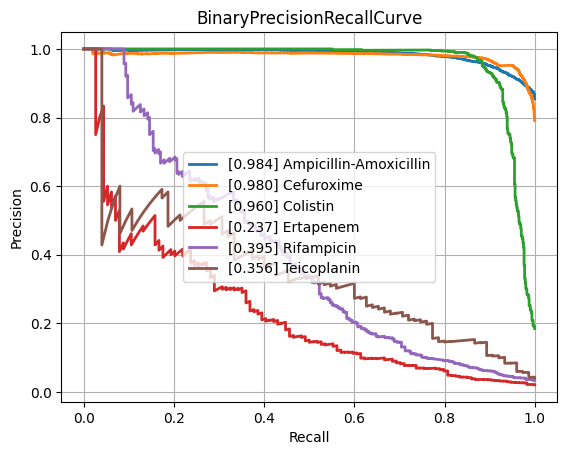 BinaryPrecisionRecallCurve
1.0
0.8
0.6
0.4
0.2
0.0
Precision
[0.984] Ampicillin-Amoxicillin
[0.980] Cefuroxime
[0.960] Colistin
[0.237] Ertapenem
[0.395] Rifampicin
[0.356] Teicoplanin
0.0 0.2 0.4 0.6 0.8 1.0
Recall